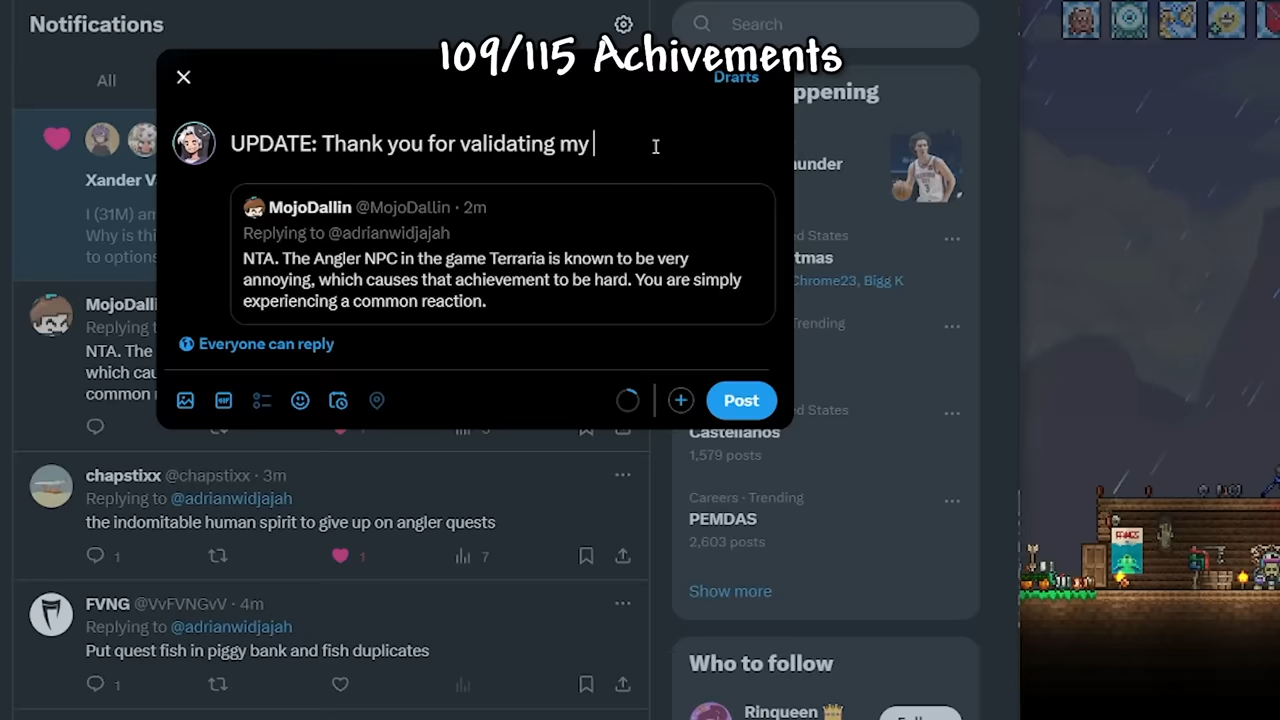 Notifications
Search
109/115 Achivements
Drafts
All
ppening
UPDATE: Thank you for validating my
hunder
Xander V
MojoDallin @MojoDallin · 2m
I (31M) am
Replying to @adrianwidjajah
Why is thi
to options
NTA. The Angler NPC in the game Terraria is known to be very
annoying, which causes that achievement to be hard. You are simply
experiencing a common reaction.
d States
tmas
Chrome23, Bigg K
MojoDalli
Replying t
NTA. The
which cau
common r
Trending
Everyone can reply
GIF
Post
d States
Castellanos
1,579 posts
chapstixx @chapstixx · 3m
Replying to @adrianwidjajah
the indomitable human spirit to give up on angler quests
1
1
7
Careers · Trending
PEMDAS
2,603 posts
Show more
FVNG @VvFVNGvV · 4m
Replying to @adrianwidjajah
Put quest fish in piggy bank and fish duplicates
1
Who to follow
Rinqueen